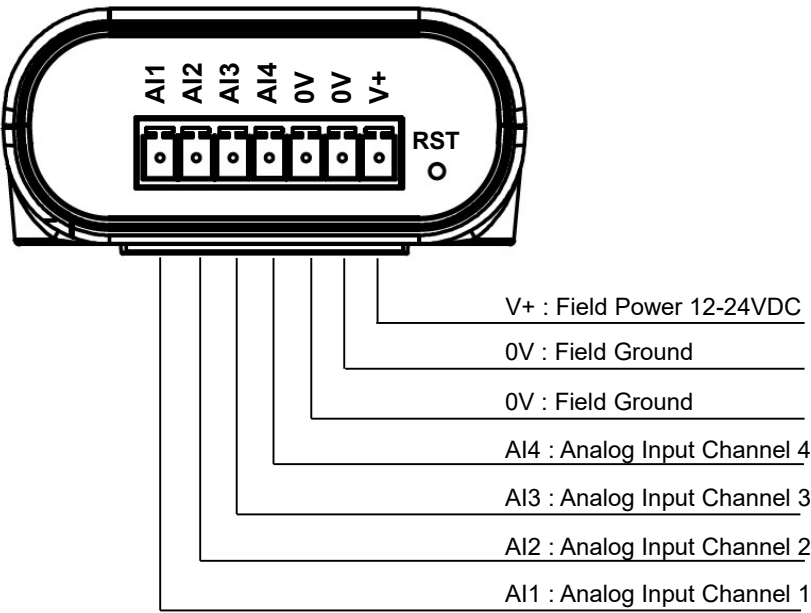 AI1
AI2
AI3
AI4
0V
0V
V+
RST
V+ : Field Power 12-24VDC
0V : Field Ground
0V : Field Ground
AI4 : Analog Input Channel 4
AI3 : Analog Input Channel 3
AI2 : Analog Input Channel 2
AI1 : Analog Input Channel 1